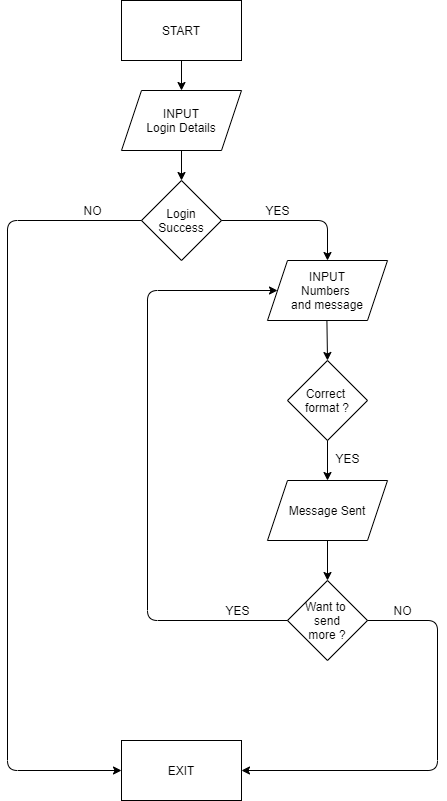 START
INPUT
Login Details
Login
Success
NO
YES
INPUT
Numbers
and message
Correct
format ?
YES
Message Sent
Want to
send
more ?
YES
NO
EXIT